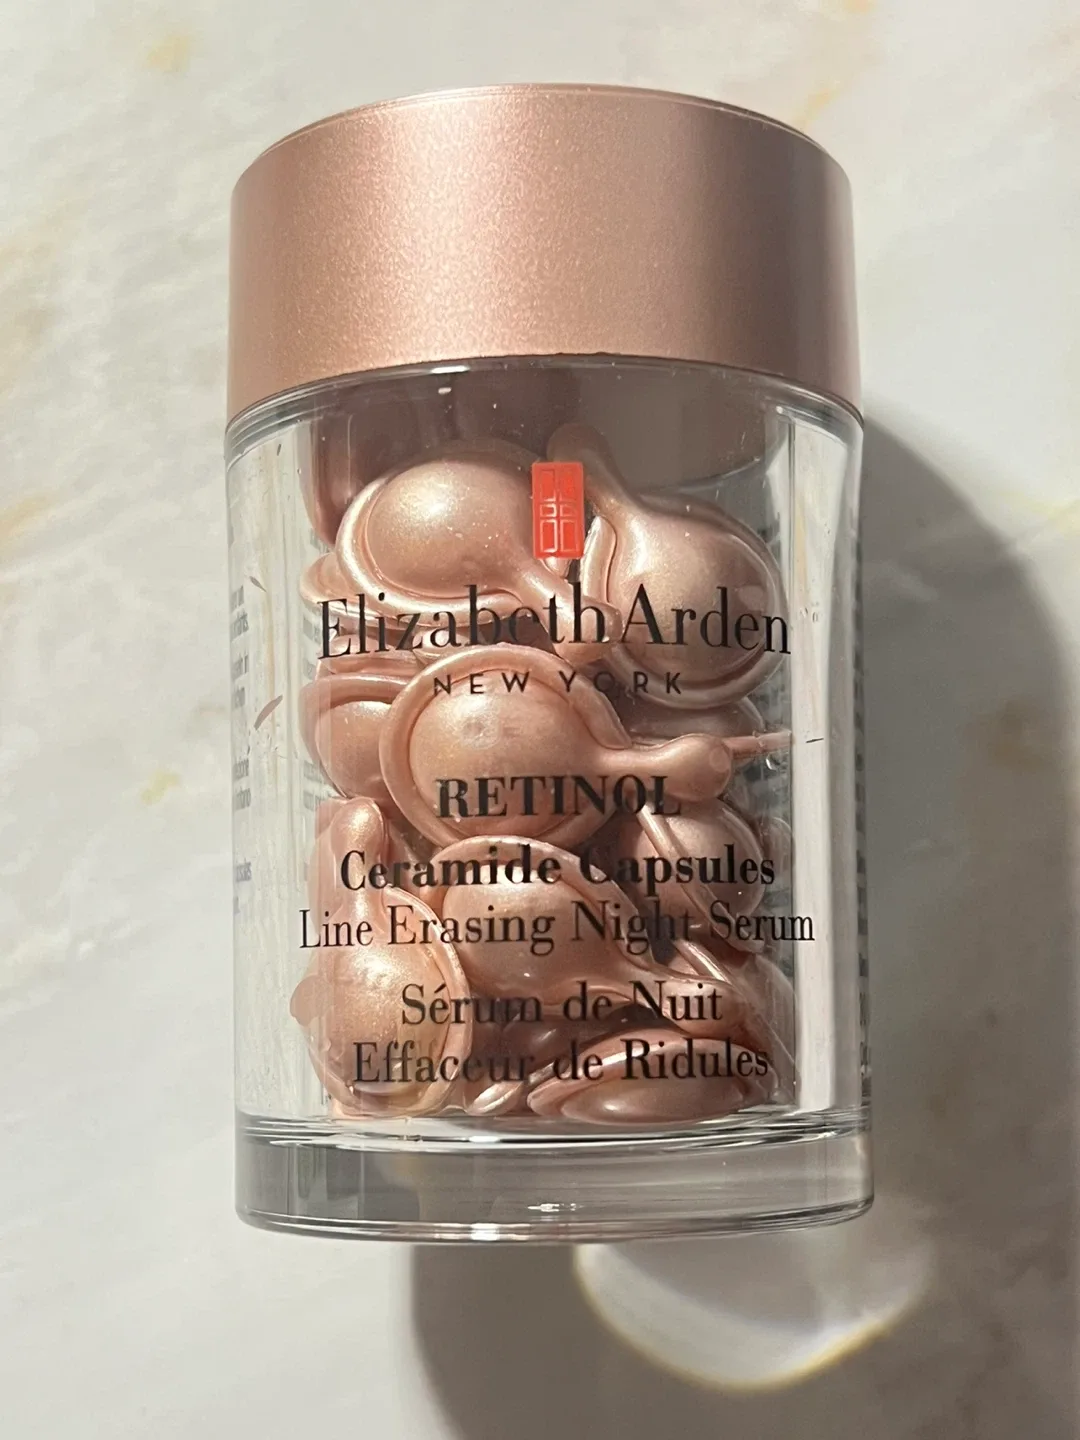 Elizabeth Arden
NEW YORK
RETINOL
Ceramide Capsules
Line Erasing Night Serum
Sérum de Nuit
Effaceur de Ridules